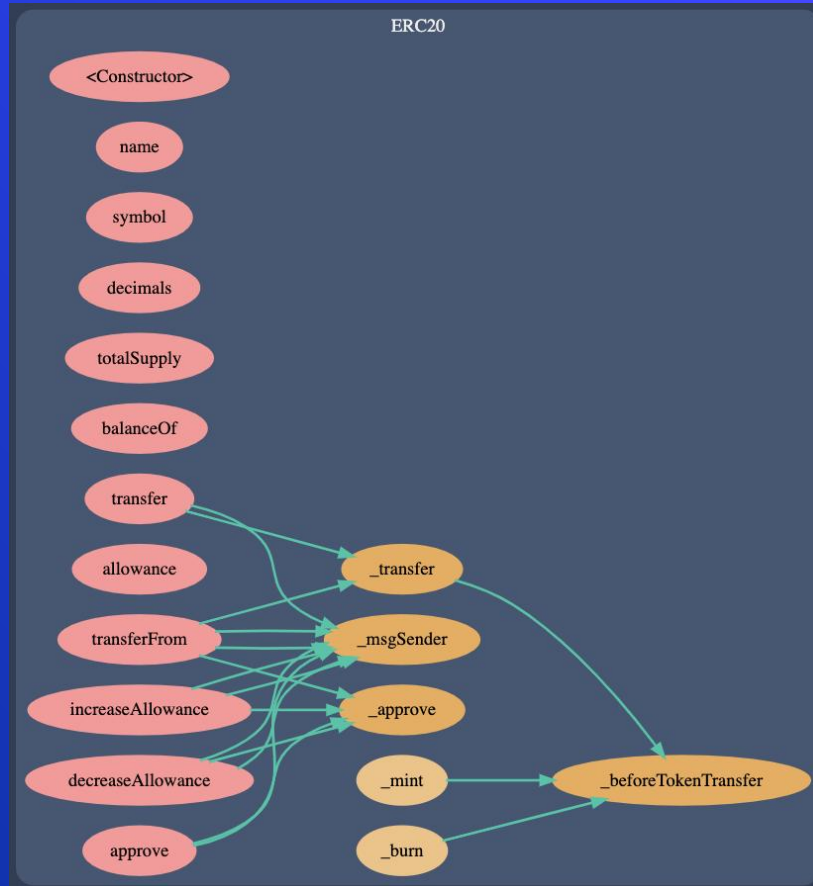 ERC20
<Constructor>
name
symbol
decimals
totalSupply
balanceOf
transfer
allowance
_transfer
transferFrom
_msgSender
increaseAllowance
_approve
decreaseAllowance
_mint
_beforeTokenTransfer
approve
_burn